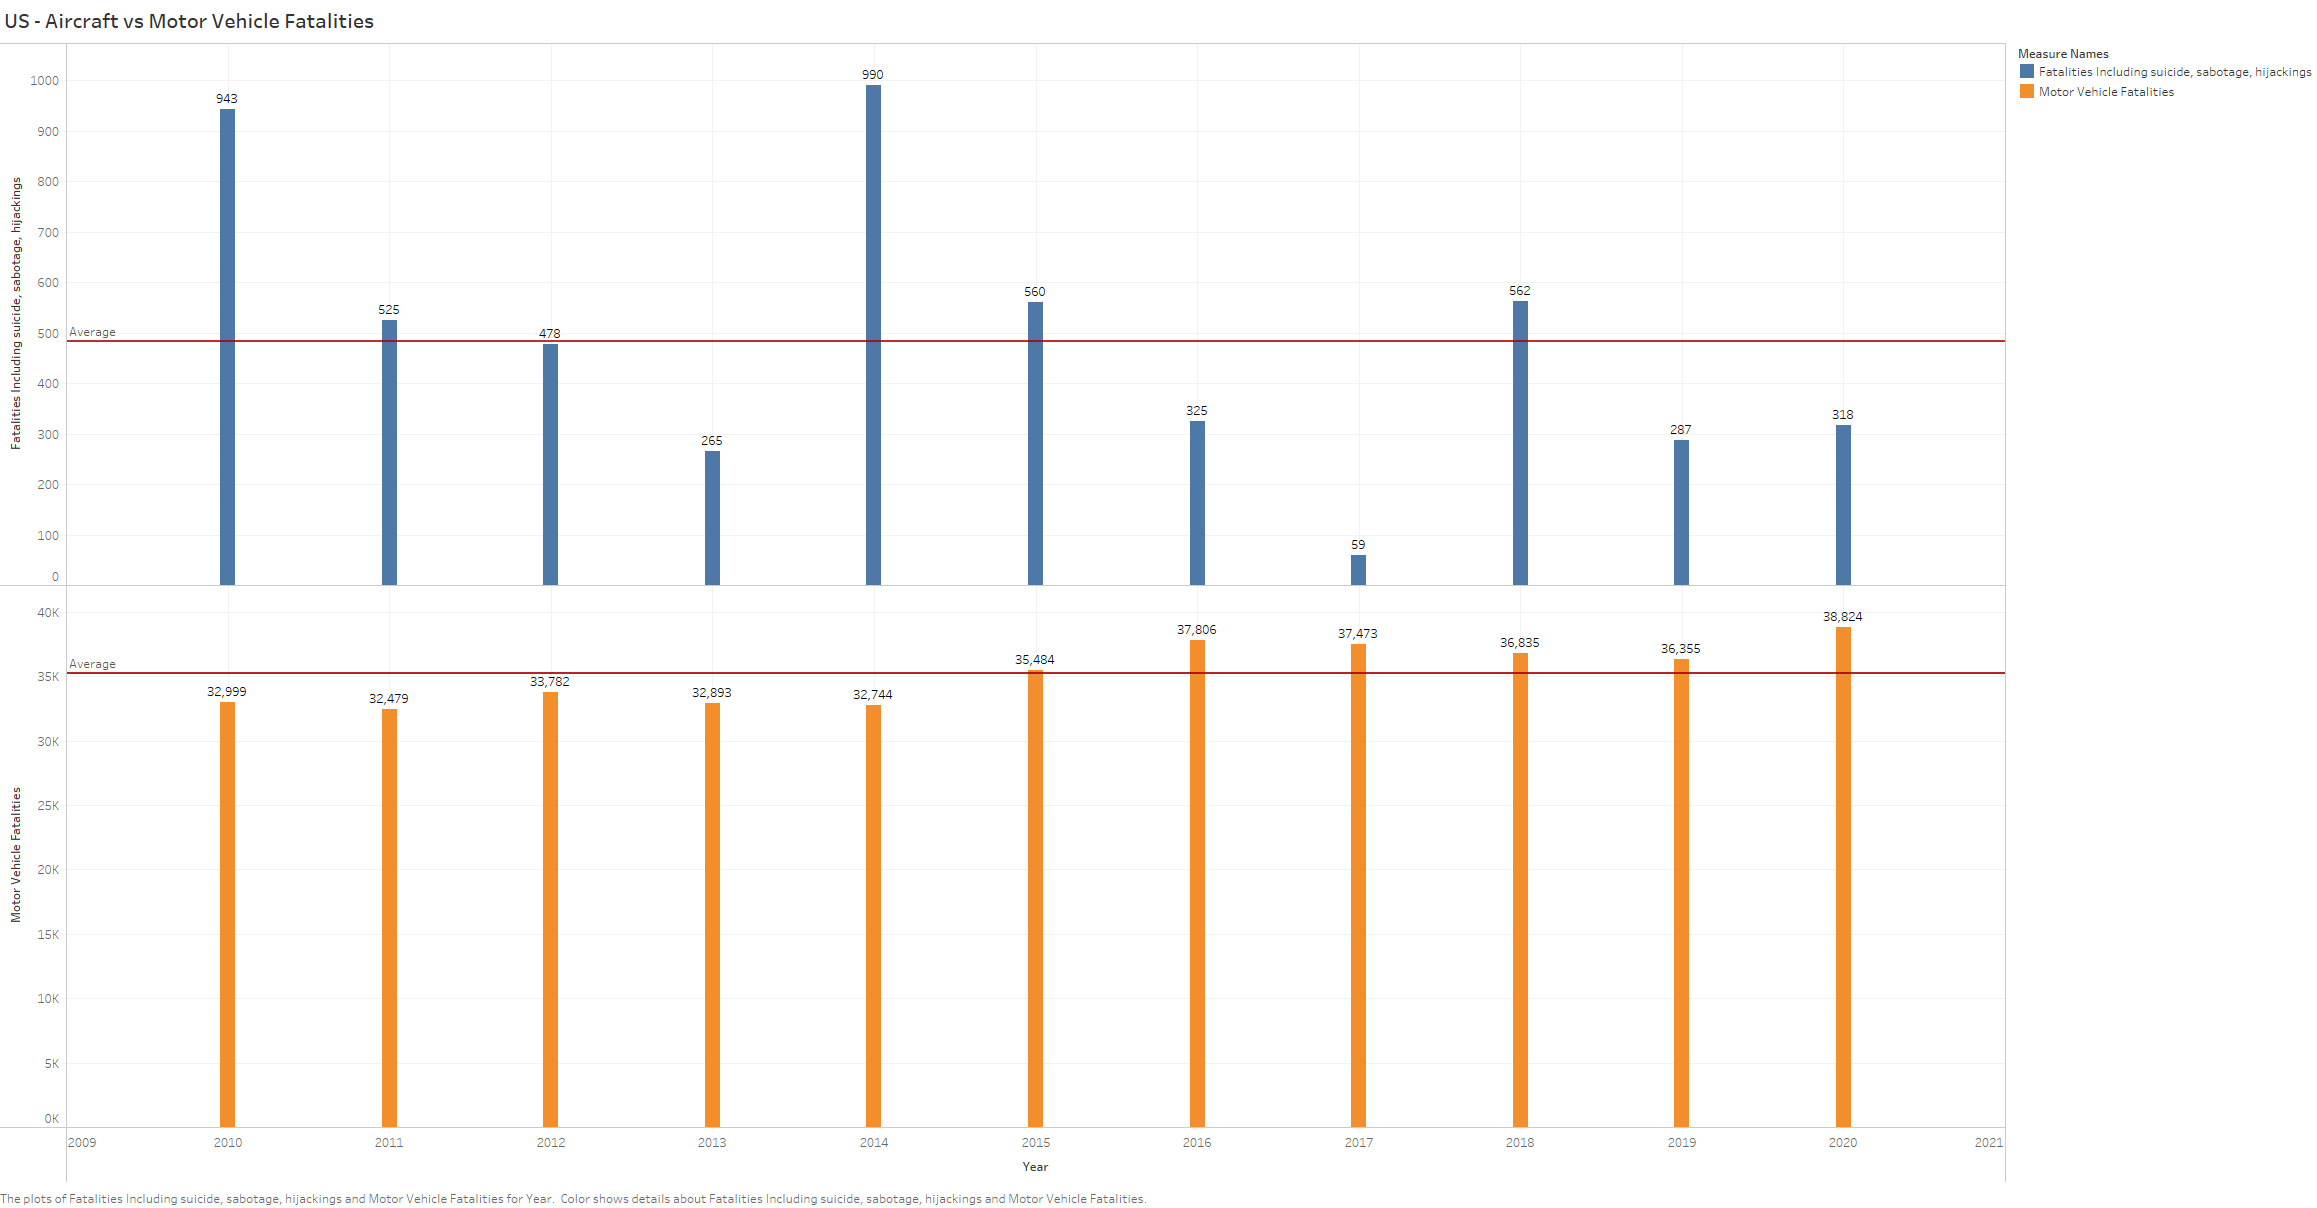 US - Aircraft vs Motor Vehicle Fatalities
Measure Names
Fatalities Including suicide, sabotage, hijackings
Motor Vehicle Fatalities
Fatalities Including suicide, sabotage, hijackings
1000
900
800
700
600
500
400
300
200
100
0
Average
943
525
478
265
990
560
325
59
562
287
318
Motor Vehicle Fatalities
40K
35K
30K
25K
20K
15K
10K
5K
0K
Average
32,999
32,479
33,782
32,893
32,744
35,484
37,806
37,473
36,835
36,355
38,824
2009 2010 2011 2012 2013 2014 2015 2016 2017 2018 2019 2020 2021
Year
The plots of Fatalities Including suicide, sabotage, hijackings and Motor Vehicle Fatalities for Year. Color shows details about Fatalities Including suicide, sabotage, hijackings and Motor Vehicle Fatalities.